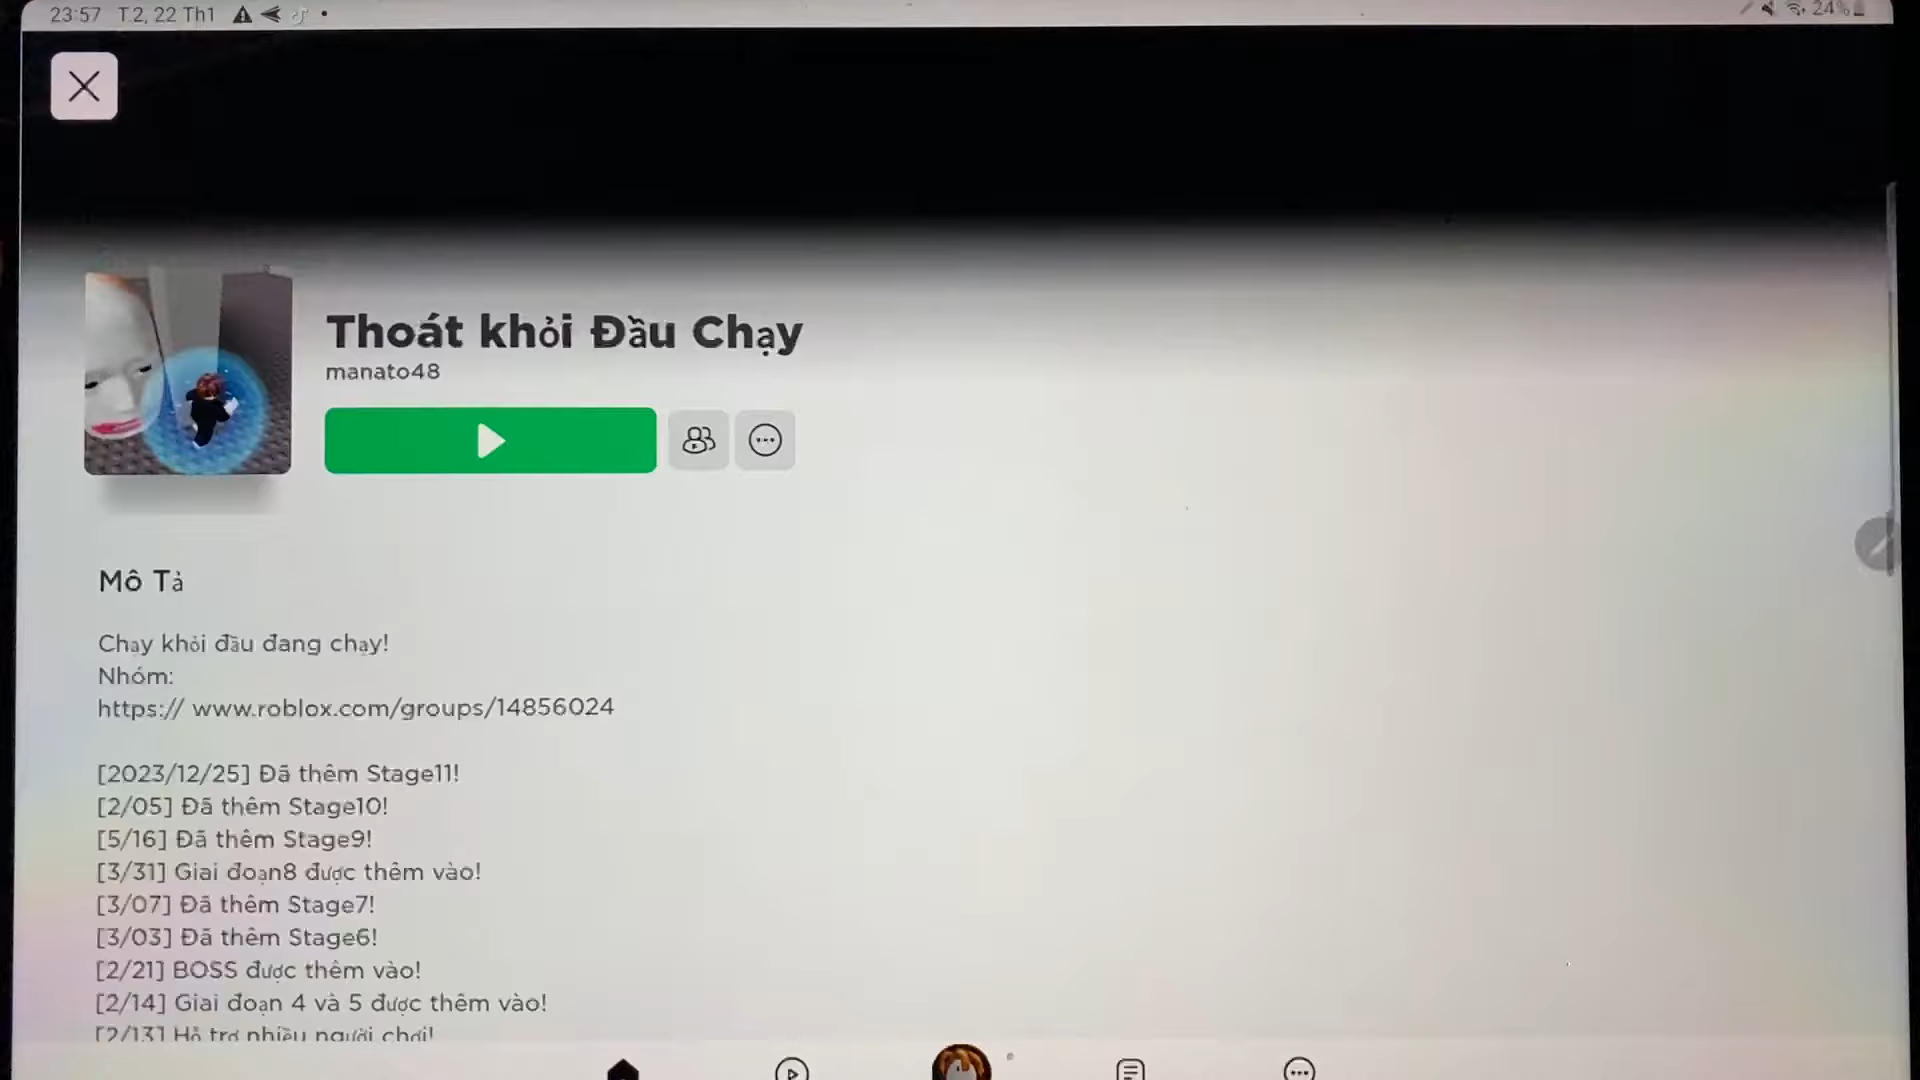 23:57 T.2, 22 Th1
24%
Thoát khỏi Đầu Chạy
manato48
Mô Tả
Chạy khỏi đầu đang chạy!
Nhóm:
https:// www.roblox.com/groups/14856024
[2023/12/25] Đã thêm Stage11!
[2/05] Đã thêm Stage10!
[5/16] Đã thêm Stage9!
[3/31] Giai đoạn8 được thêm vào!
[3/07] Đã thêm Stage7!
[3/03] Đã thêm Stage6!
[2/21] BOSS được thêm vào!
[2/14] Giai đoạn 4 và 5 được thêm vào!
[2/13] Hỗ trợ nhiều người chơi!